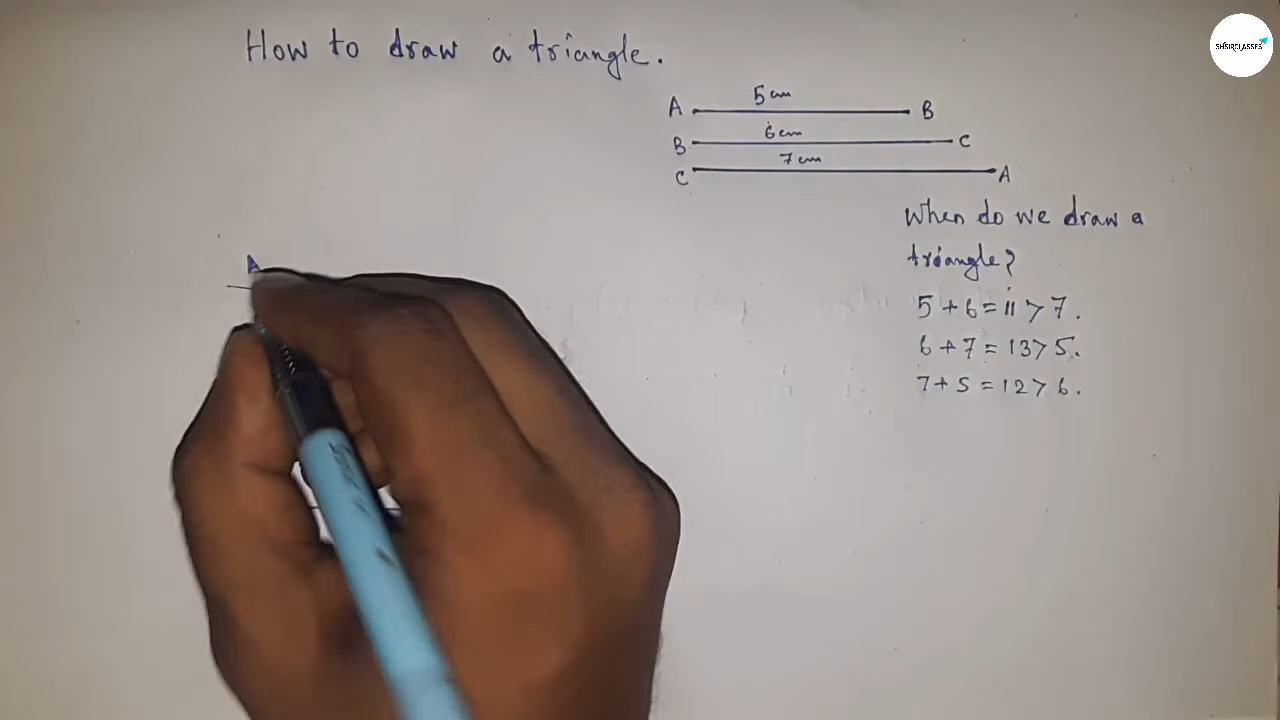 How to draw a triangle.
SHSIRCLASSES
5 cm
A B
6 cm
B C
7 cm
C A
When do we draw a
triangle?
5 + 6 = 11 > 7.
6 + 7 = 13 > 5.
7 + 5 = 12 > 6.
A